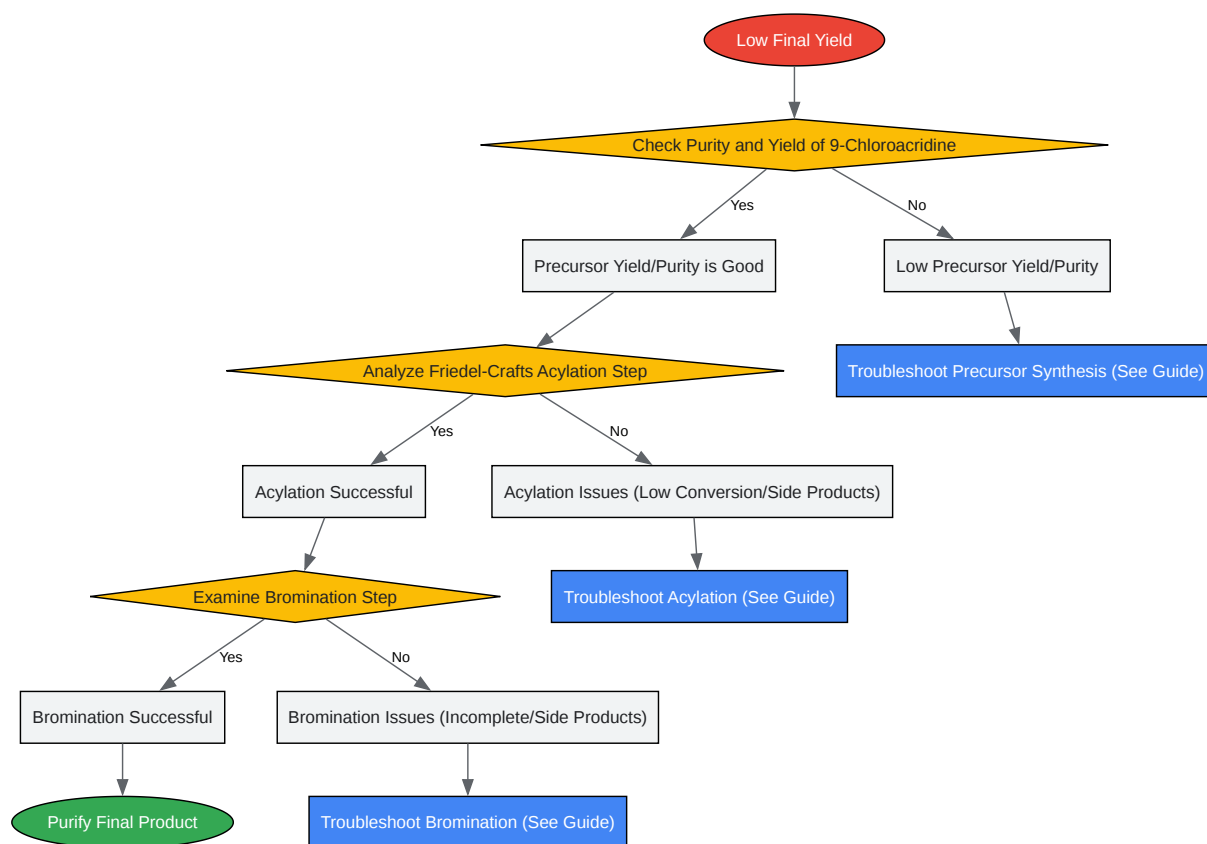 Low Final Yield
Check Purity and Yield of 9-Chloroacridine
Yes
No
Precursor Yield/Purity is Good
Low Precursor Yield/Purity
Analyze Friedel-Crafts Acylation Step
Troubleshoot Precursor Synthesis (See Guide)
Yes
No
Acylation Successful
Acylation Issues (Low Conversion/Side Products)
Examine Bromination Step
Troubleshoot Acylation (See Guide)
Yes
No
Bromination Successful
Bromination Issues (Incomplete/Side Products)
Purify Final Product
Troubleshoot Bromination (See Guide)